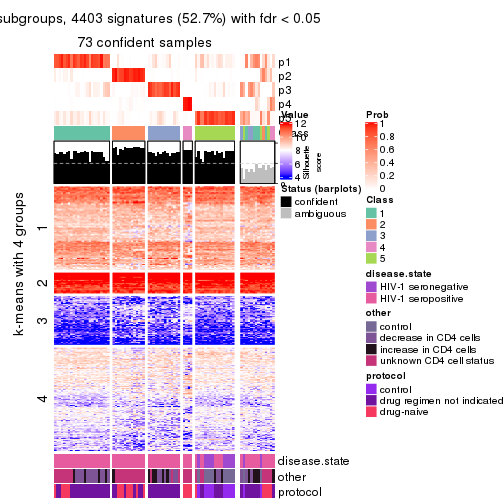 subgroups, 4403 signatures (52.7%) with fdr < 0.05
73 confident samples
p1
p2
p3
p4
Value
12
10
8
6
4
Silhouette
score
Status (barplots)
confident
ambiguous
Prob
1
0.8
0.6
0.4
0.2
0
Class
1
2
3
4
5
disease.state
HIV-1 seronegative
HIV-1 seropositive
other
control
decrease in CD4 cells
increase in CD4 cells
unknown CD4 cell status
protocol
control
drug regimen not indicated
drug-naive
k-means with 4 groups
1
2
3
4
disease.state
other
protocol